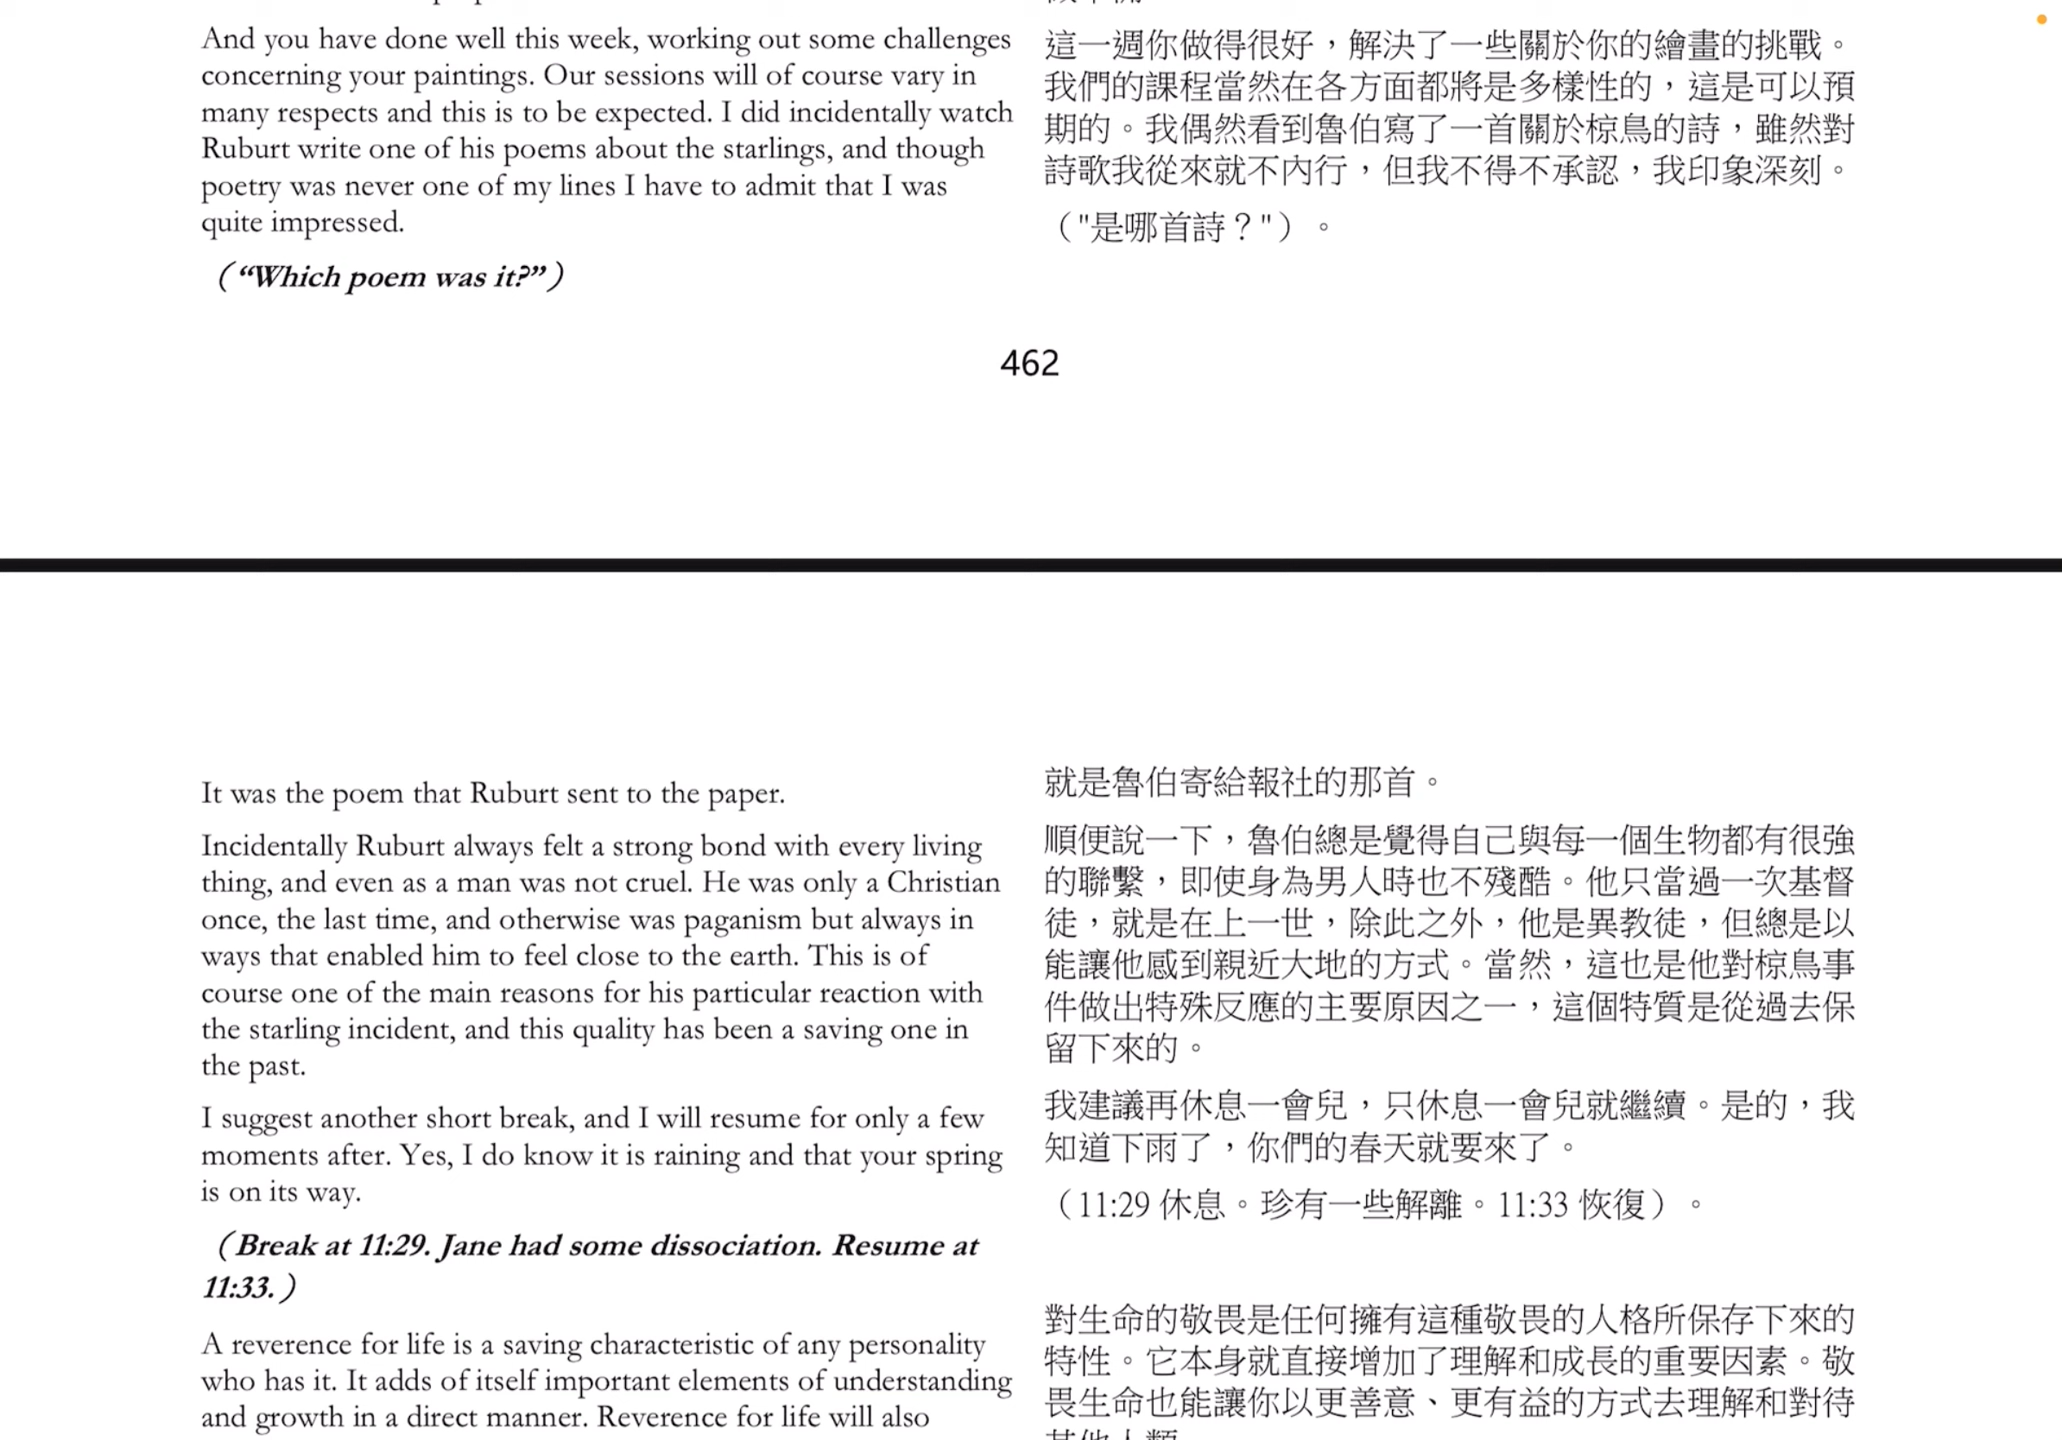 And you have done well this week, working out some challenges
concerning your paintings. Our sessions will of course vary in
many respects and this is to be expected. I did incidentally watch
Ruburt write one of his poems about the starlings, and though
poetry was never one of my lines I have to admit that I was
quite impressed.
（“Which poem was it?”）
這一週你做得很好，解決了一些關於你的繪畫的挑戰。
我們的課程當然在各方面都將是多樣性的，這是可以預
期的。我偶然看到魯伯寫了一首關於椋鳥的詩，雖然對
詩歌我從來就不內行，但我不得不承認，我印象深刻。
（"是哪首詩？"）。
462
It was the poem that Ruburt sent to the paper.
Incidentally Ruburt always felt a strong bond with every living
thing, and even as a man was not cruel. He was only a Christian
once, the last time, and otherwise was paganism but always in
ways that enabled him to feel close to the earth. This is of
course one of the main reasons for his particular reaction with
the starling incident, and this quality has been a saving one in
the past.
I suggest another short break, and I will resume for only a few
moments after. Yes, I do know it is raining and that your spring
is on its way.
（Break at 11:29. Jane had some dissociation. Resume at
11:33.）
A reverence for life is a saving characteristic of any personality
who has it. It adds of itself important elements of understanding
and growth in a direct manner. Reverence for life will also
就是魯伯寄給報社的那首。
順便說一下，魯伯總是覺得自己與每一個生物都有很強
的聯繫，即使身為男人時也不殘酷。他只當過一次基督
徒，就是在上一世，除此之外，他是異教徒，但總是以
能讓他感到親近大地的方式。當然，這也是他對椋鳥事
件做出特殊反應的主要原因之一，這個特質是從過去保
留下來的。
我建議再休息一會兒，只休息一會兒就繼續。是的，我
知道下雨了，你們的春天就要來了。
（11:29 休息。珍有一些解離。11:33 恢復）。
對生命的敬畏是任何擁有這種敬畏的人格所保存下來的
特性。它本身就直接增加了理解和成長的重要因素。敬
畏生命也能讓你以更善意、更有益的方式去理解和對待